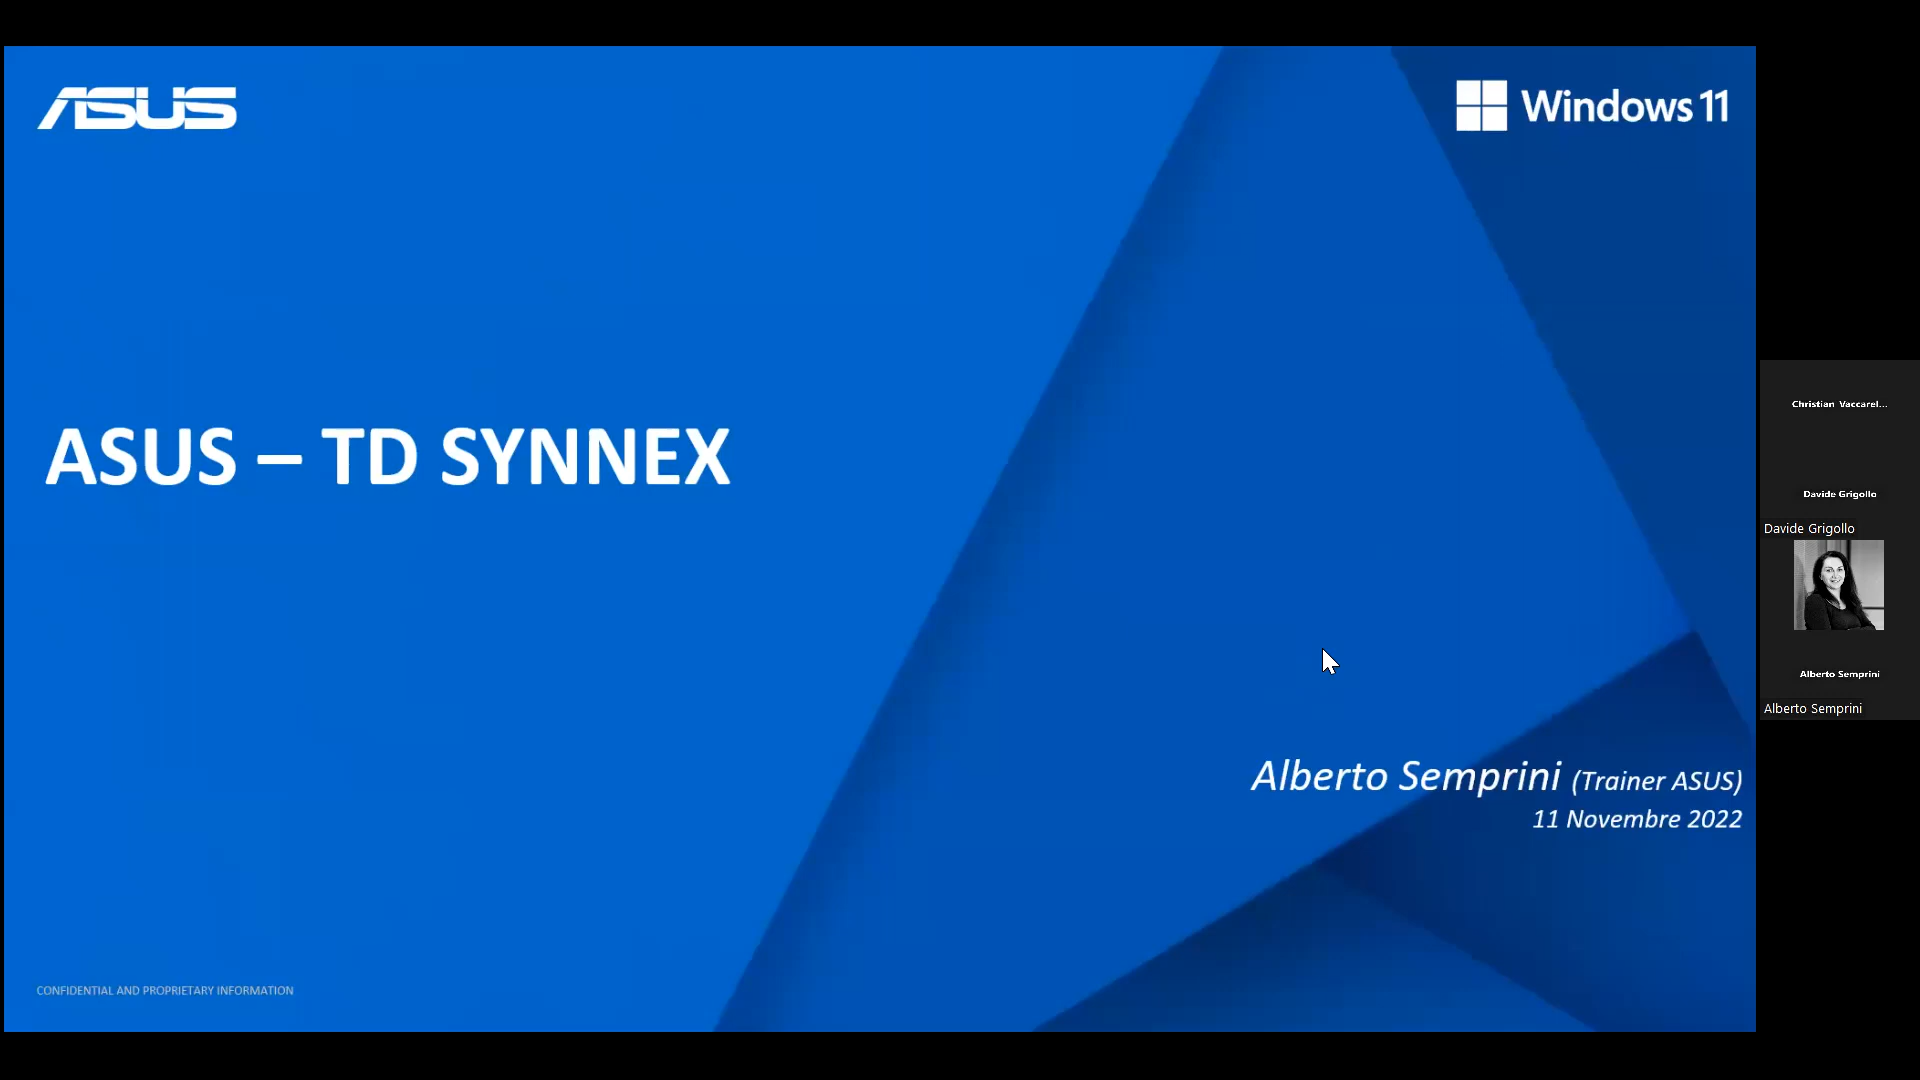 ASUS
Windows 11
ASUS – TD SYNNEX
Alberto Semprini (Trainer ASUS)
11 Novembre 2022
CONFIDENTIAL AND PROPRIETARY INFORMATION
Christian Vaccarel...
Davide Grigollo
Davide Grigollo
Alberto Semprini
Alberto Semprini